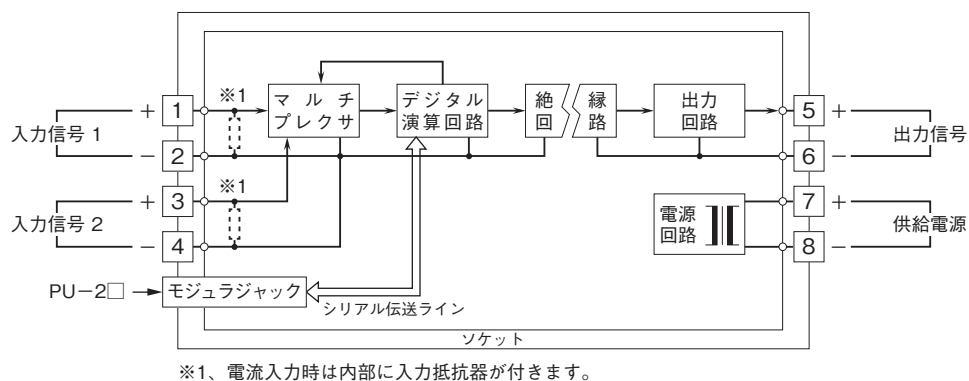 ※1
マルチ
プレクサ
デジタル
演算回路
絶 縁
回 路
出力
回路
入力信号 1
+ 1
− 2
5 +
6 −
出力信号
※1
入力信号 2
+ 3
− 4
電源
回路
7 +
8 −
供給電源
PU−2□
モジュラジャック
シリアル伝送ライン
ソケット
※1、電流入力時は内部に入力抵抗器が付きます。